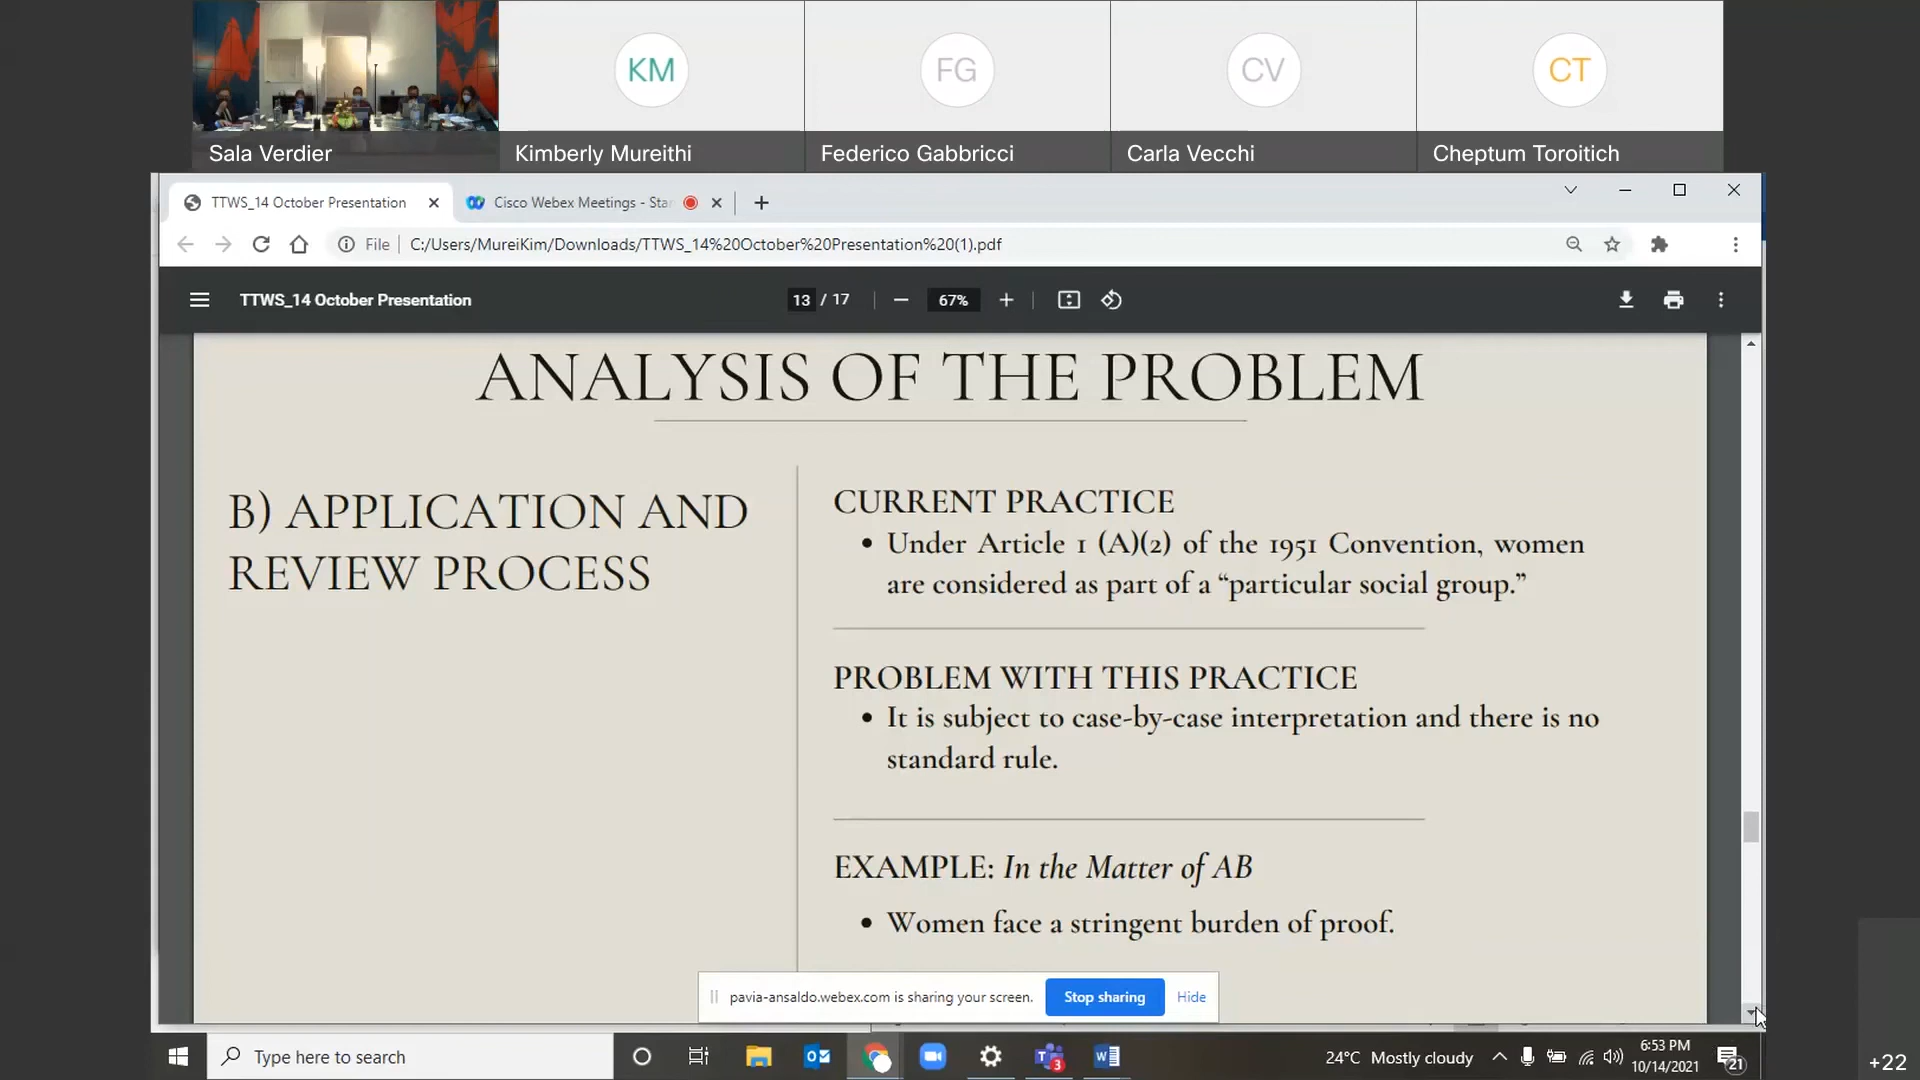 KM
FG
CV
CT
Sala Verdier
Kimberly Mureithi
Federico Gabbricci
Carla Vecchi
Cheptum Toroitich
TTWS_14 October Presentation
Cisco Webex Meetings - Star
File
C:/Users/MureiKim/Downloads/TTWS_14%20October%20Presentation%20(1).pdf
TTWS_14 October Presentation
13 / 17
67%
ANALYSIS OF THE PROBLEM
B) APPLICATION AND
REVIEW PROCESS
CURRENT PRACTICE
• Under Article 1 (A)(2) of the 1951 Convention, women
are considered as part of a “particular social group.”
PROBLEM WITH THIS PRACTICE
• It is subject to case-by-case interpretation and there is no
standard rule.
EXAMPLE: In the Matter of AB
• Women face a stringent burden of proof.
pavia-ansaldo.webex.com is sharing your screen.
Stop sharing
Hide
Type here to search
3
24°C Mostly cloudy
6:53 PM
10/14/2021
21
+22